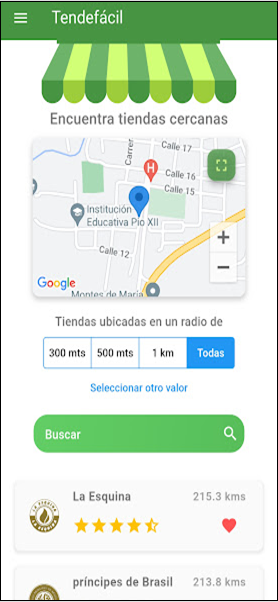 Tendefácil
Encuentra tiendas cercanas
Calle 17
Carrer
H
Calle 16
Calle 15
Institución
Educativa Pio XII
Calle 12
+
−
Google
Montes de María
Tiendas ubicadas en un radio de
300 mts 500 mts 1 km Todas
Seleccionar otro valor
Buscar
La Esquina 215.3 kms
LA ESQUINA
príncipes de Brasil 213.8 kms